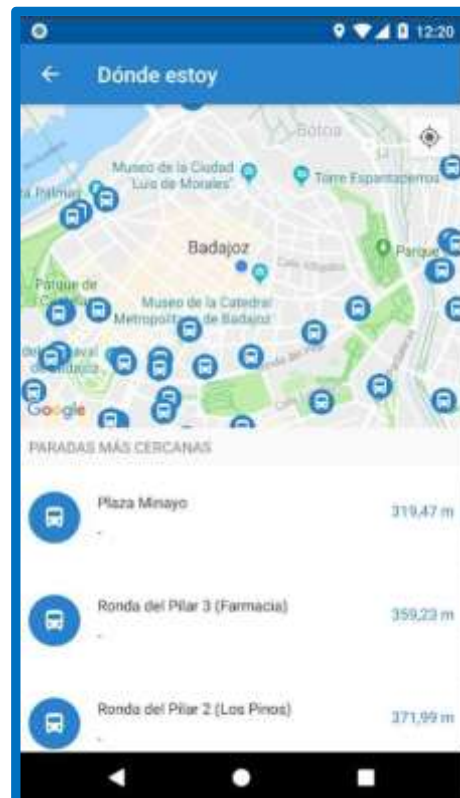 12:20
Dónde estoy
Botoa
Museo de la Ciudad
"Luis de Morales"
Torre Espantaperros
Palmas
Badajoz
Parque
Parque de
Museo de la Catedral
Metropolitana de Badajoz
Google
PARADAS MÁS CERCANAS
Plaza Minayo
319,47 m
-
Ronda del Pilar 3 (Farmacia)
359,23 m
-
Ronda del Pilar 2 (Los Pinos)
371,99 m
-